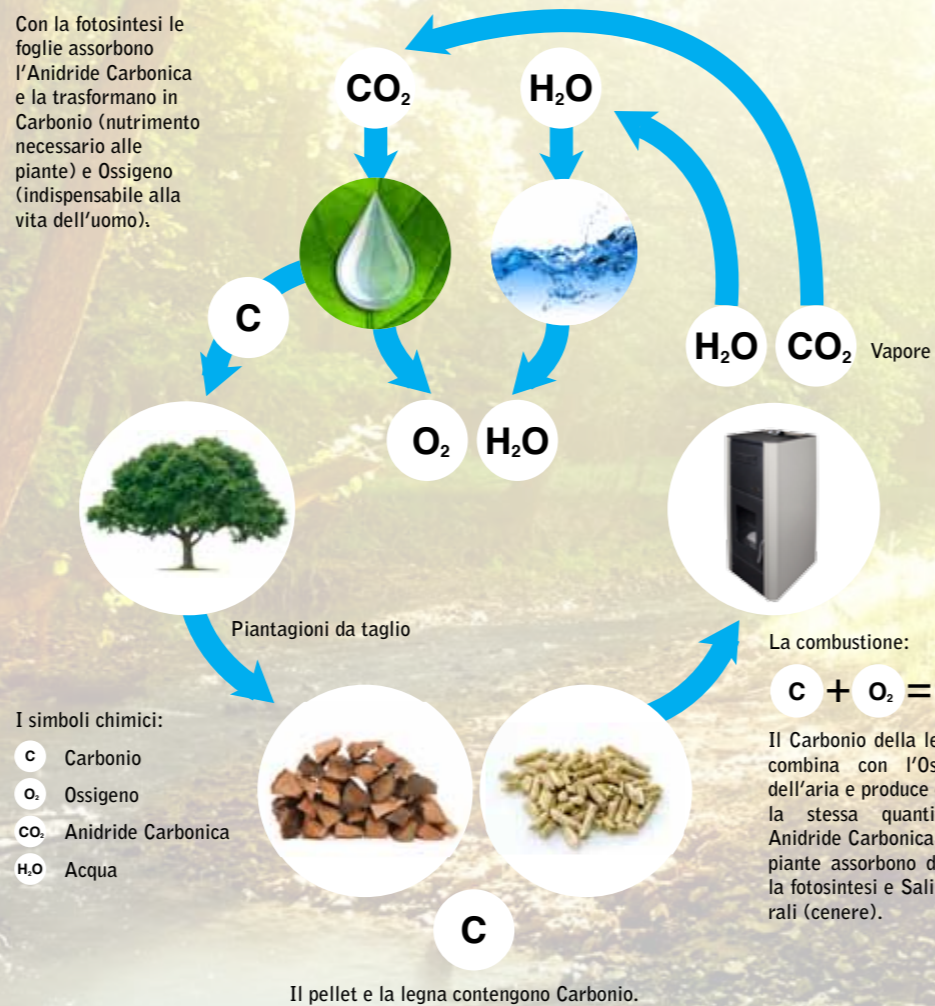 Con la fotosintesi le
foglie assorbono
l'Anidride Carbonica
e la trasformano in
Carbonio (nutrimento
necessario alle
piante) e Ossigeno
(indispensabile alla
vita dell'uomo).
CO₂
H₂O
C
O₂
H₂O
H₂O
CO₂
Vapore
Piantagioni da taglio
La combustione:
C + O₂ =
Il Carbonio della
combina con
dell'aria e produce
la stessa
Anidride Carbonica
piante assorbono
la fotosintesi e Sali
rali (cenere).
I simboli chimici:
C Carbonio
O₂ Ossigeno
CO₂ Anidride Carbonica
H₂O Acqua
C
Il pellet e la legna contengono Carbonio.